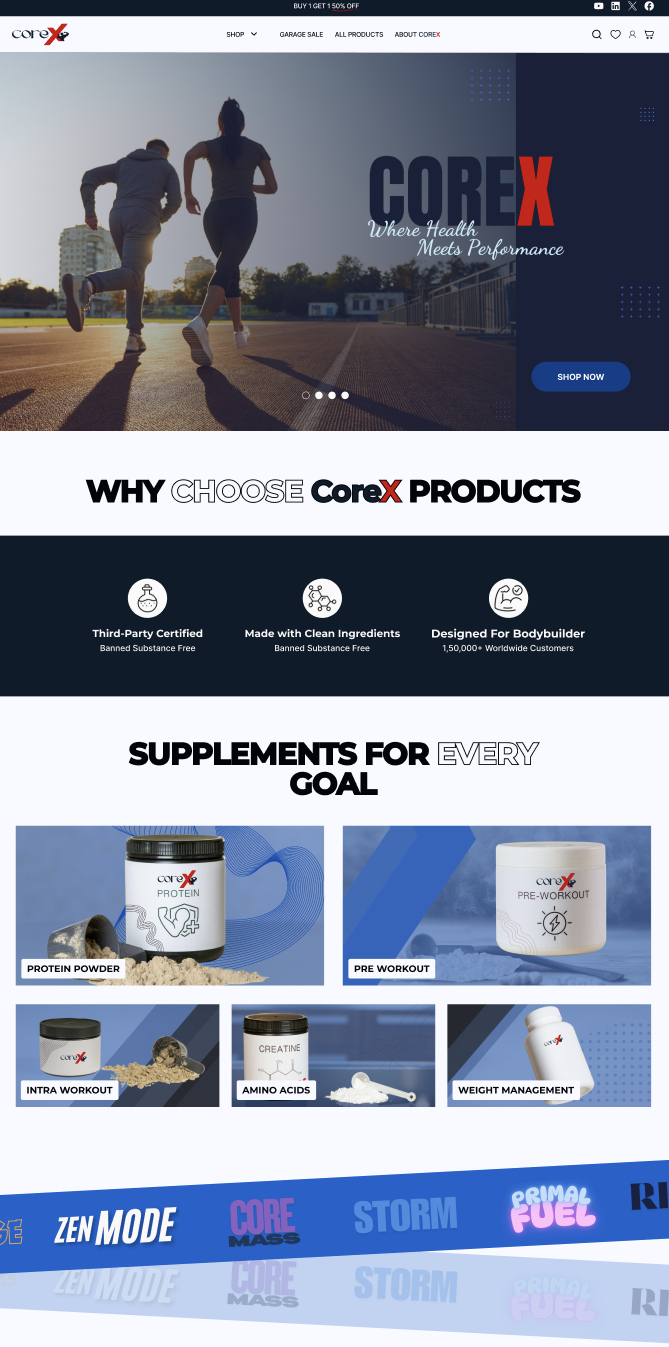 BUY 1 GET 1 50% OFF
coreX
SHOP
GARAGE SALE
ALL PRODUCTS
ABOUT COREX
COREX
Where Health
Meets Performance
SHOP NOW
WHY CHOOSE CoreX PRODUCTS
Third-Party Certified
Banned Substance Free
Made with Clean Ingredients
Banned Substance Free
Designed For Bodybuilder
1,50,000+ Worldwide Customers
SUPPLEMENTS FOR EVERY
GOAL
coreX
PROTEIN
PROTEIN POWDER
coreX
PRE-WORKOUT
PRE WORKOUT
coreX
INTRA WORKOUT
CREATINE
AMINO ACIDS
coreX
WEIGHT MANAGEMENT
GE
ZEN MODE
CORE
MASS
STORM
PRIMAL
FUEL
RI
ZEN MODE
CORE
MASS
STORM
PRIMAL
FUEL
RI